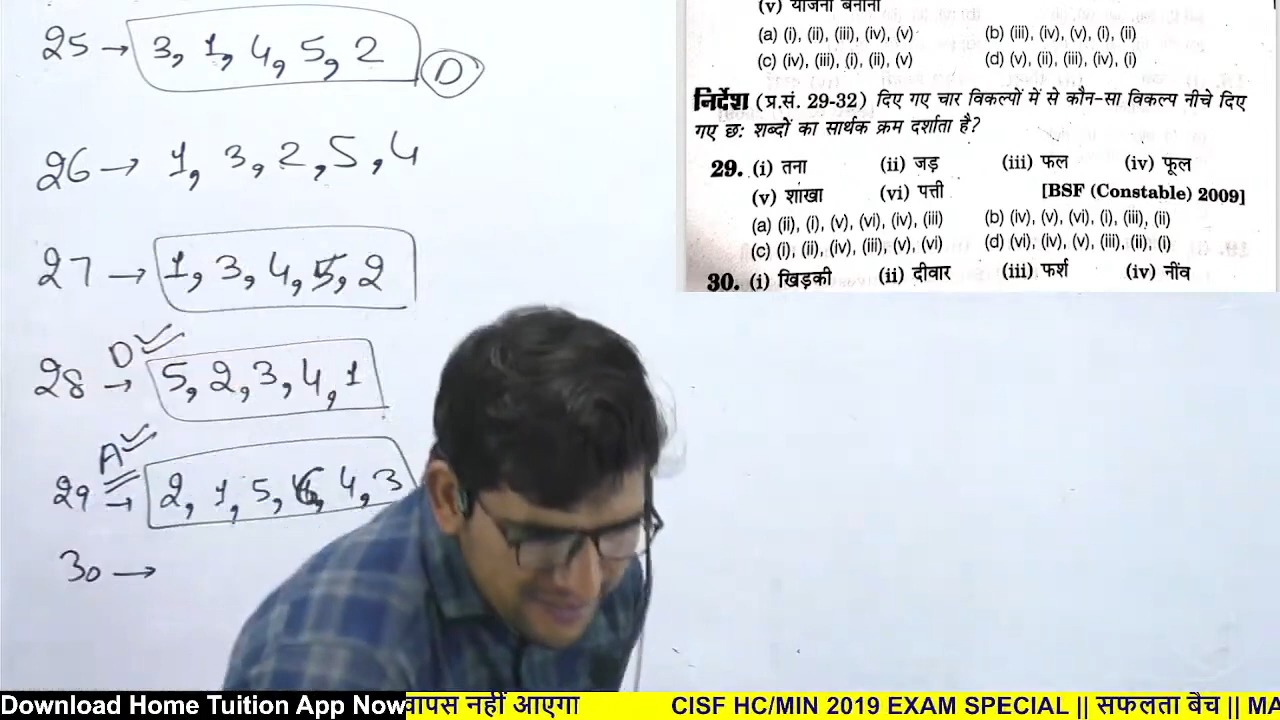 25 → 3, 1, 4, 5, 2 D
26 → 1, 3, 2, 5, 4
27 → 1, 3, 4, 5, 2
28 → 5, 2, 3, 4, 1
D
29 → 2, 1, 5, 6, 4, 3
A
30 →
(v) योजना बनाना
(a) (i), (ii), (iii), (iv), (v) (b) (iii), (iv), (v), (i), (ii)
(c) (iv), (iii), (i), (ii), (v) (d) (v), (ii), (iii), (iv), (i)
निर्देश (प्र.सं. 29-32) दिए गए चार विकल्पों में से कौन-सा विकल्प नीचे दिए
गए छः शब्दों का सार्थक क्रम दर्शाता है?
29. (i) तना (ii) जड़ (iii) फल (iv) फूल
(v) शाखा (vi) पत्ती [BSF (Constable) 2009]
(a) (ii), (i), (v), (vi), (iv), (iii) (b) (iv), (v), (vi), (i), (iii), (ii)
(c) (i), (ii), (iv), (iii), (v), (vi) (d) (vi), (iv), (v), (iii), (ii), (i)
30. (i) खिड़की (ii) दीवार (iii) फर्श (iv) नींव
Download Home Tuition App Now वापस नहीं आएगा CISF HC/MIN 2019 EXAM SPECIAL || सफलता बैच || MA